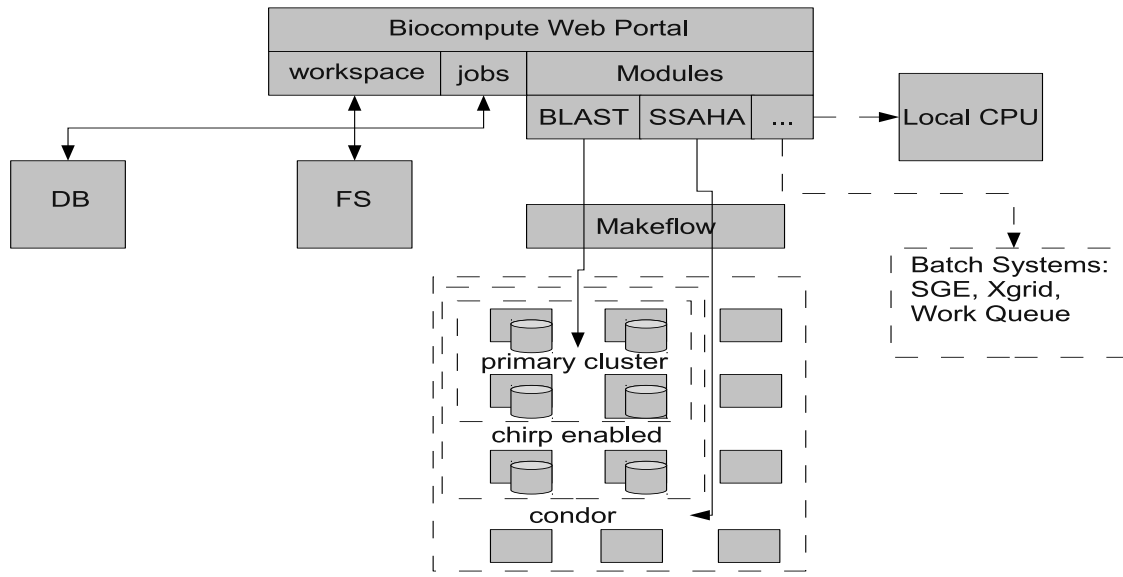 Biocompute Web Portal
workspace
jobs
Modules
BLAST
SSAHA
...
Local CPU
DB
FS
Makeflow
Batch Systems:
SGE, Xgrid,
Work Queue
primary cluster
chirp enabled
condor